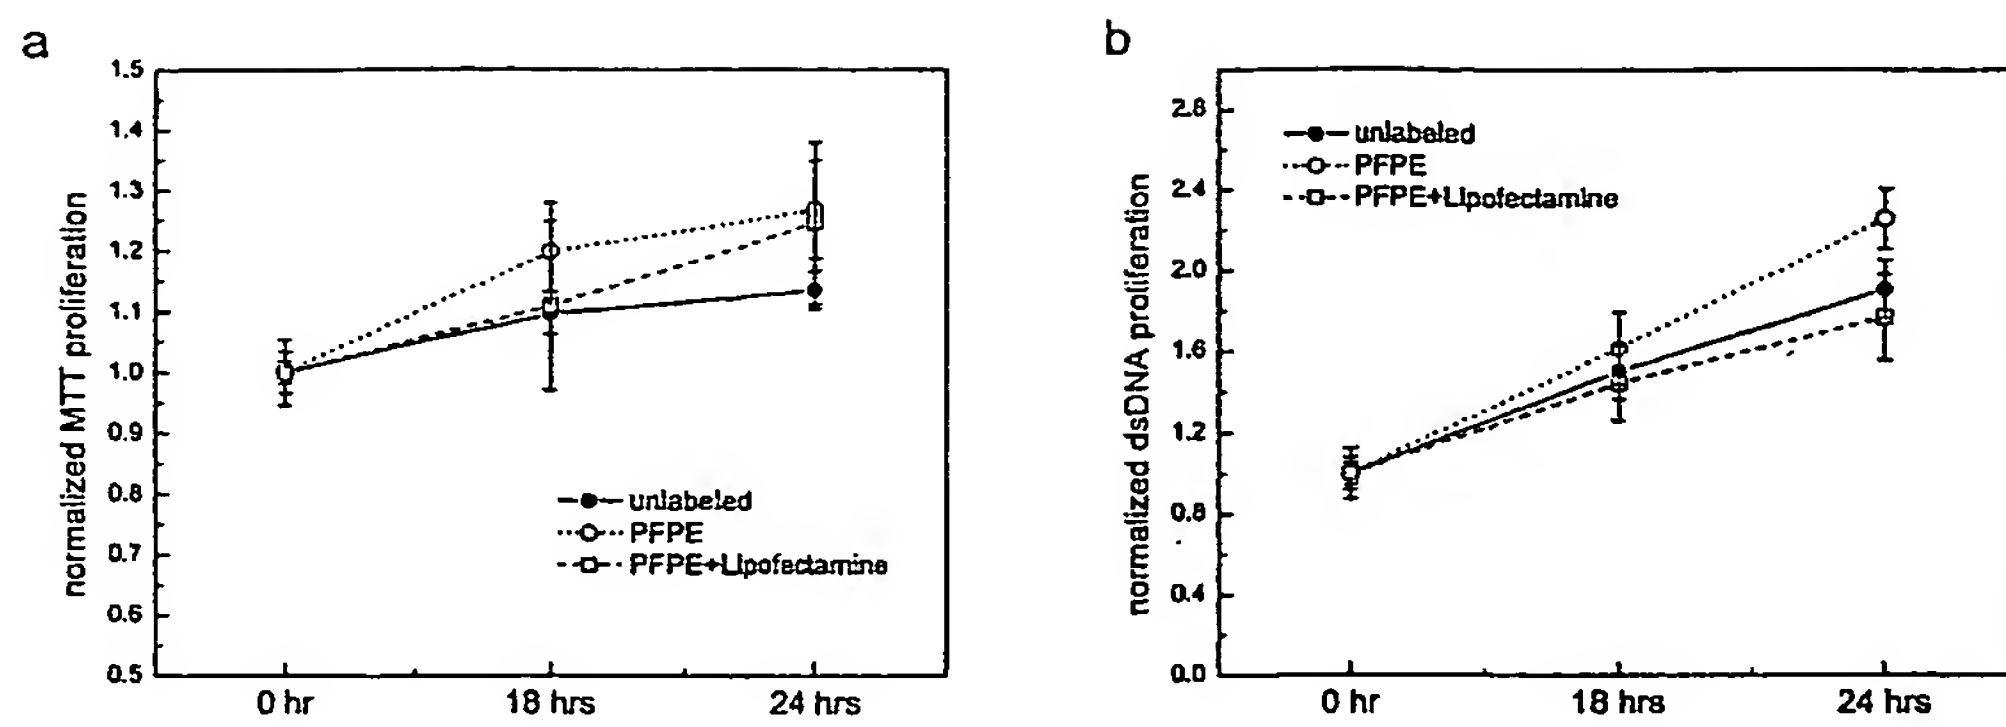 a
1.5
1.4
1.3
1.2
1.1
1.0
0.9
0.8
0.7
0.6
0.5
normalized MTT proliferation
unlabeled
PFPE
PFPE+Lipofectamine
0 hr
18 hrs
24 hrs
b
2.8
2.4
2.0
1.6
1.2
0.8
0.4
0.0
normalized dsDNA proliferation
unlabeled
PFPE
PFPE+Lipofectamine
0 hr
18 hrs
24 hrs